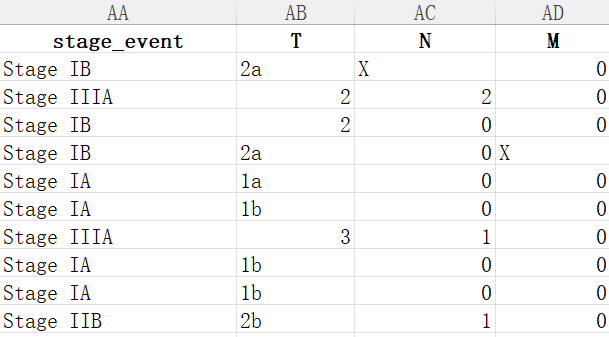 AA AB AC AD
stage_event T N M
Stage IB 2a X 0
Stage IIIA 2 2 0
Stage IB 2 0 0
Stage IB 2a 0 X
Stage IA 1a 0 0
Stage IA 1b 0 0
Stage IIIA 3 1 0
Stage IA 1b 0 0
Stage IA 1b 0 0
Stage IIB 2b 1 0